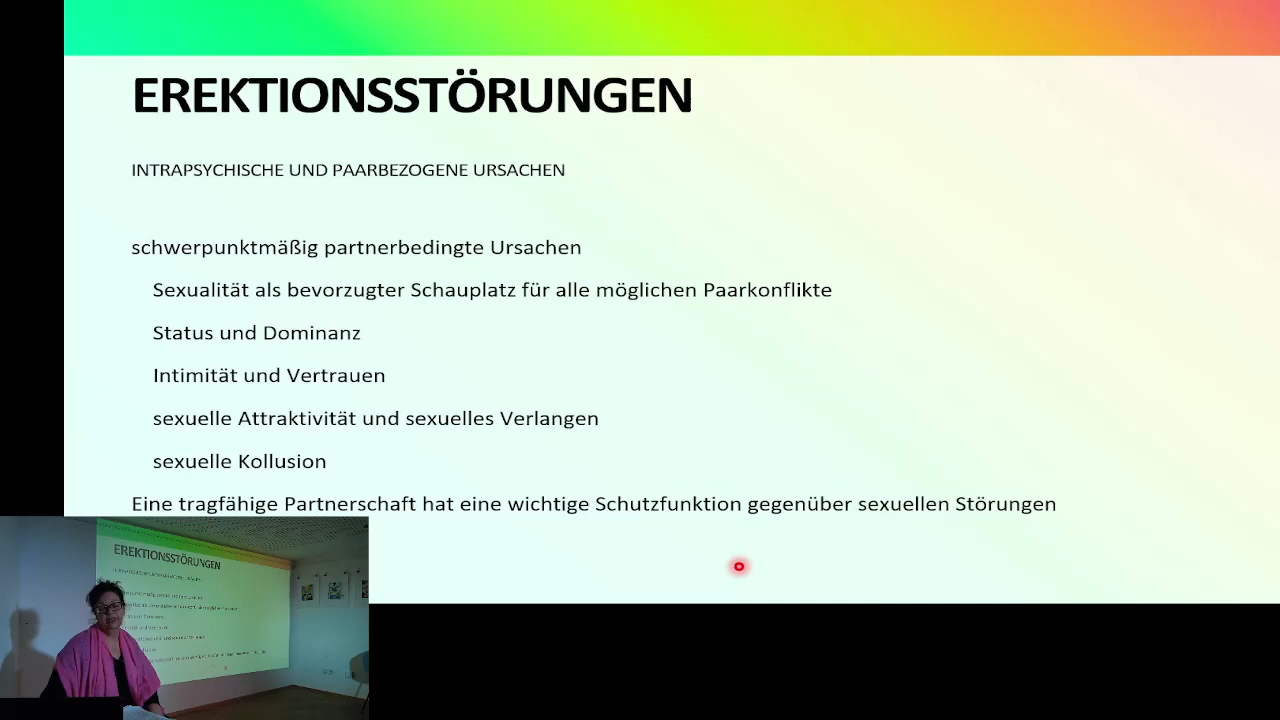 EREKTIONSSTÖRUNGEN
INTRAPSYCHISCHE UND PAARBEZOGENE URSACHEN
schwerpunktmäßig partnerbedingte Ursachen
Sexualität als bevorzugter Schauplatz für alle möglichen Paarkonflikte
Status und Dominanz
Intimität und Vertrauen
sexuelle Attraktivität und sexuelles Verlangen
sexuelle Kollusion
Eine tragfähige Partnerschaft hat eine wichtige Schutzfunktion gegenüber sexuellen Störungen
EREKTIONSSTÖRUNGEN